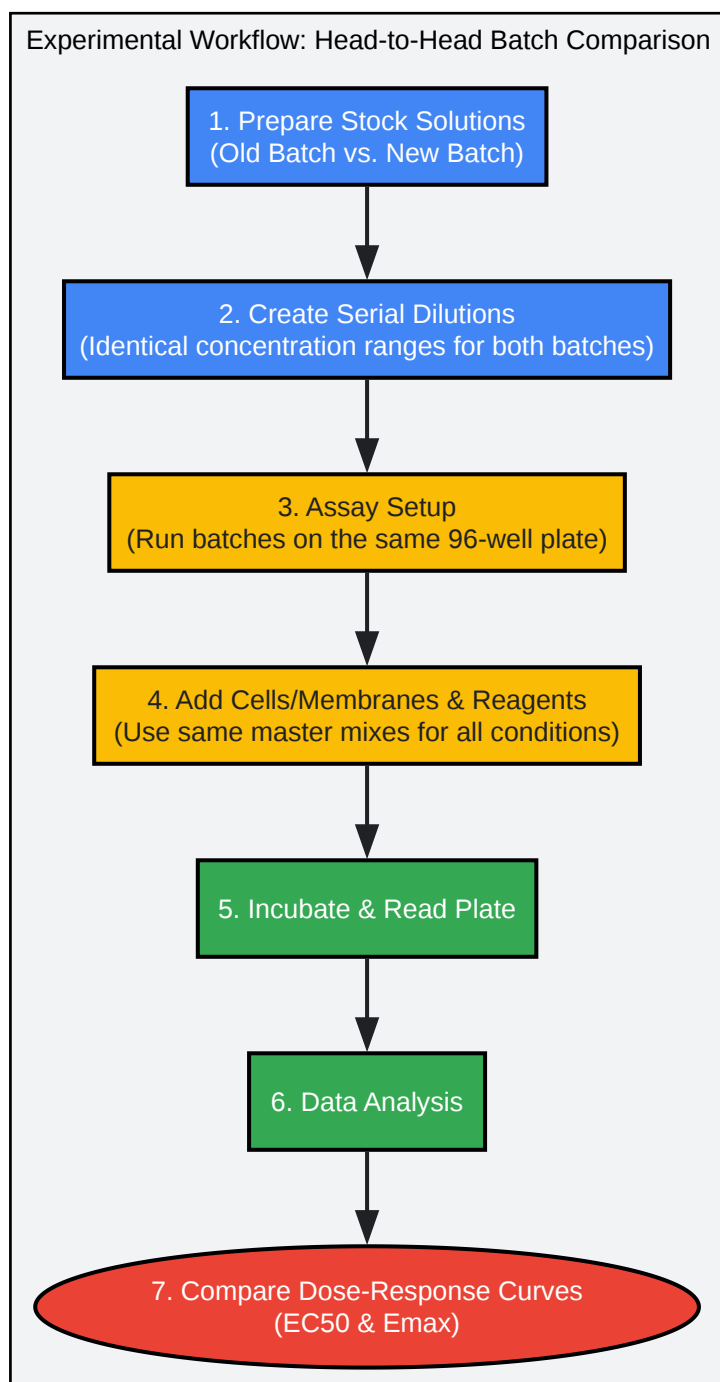 Experimental Workflow: Head-to-Head Batch Comparison
1. Prepare Stock Solutions
(Old Batch vs. New Batch)
2. Create Serial Dilutions
(Identical concentration ranges for both batches)
3. Assay Setup
(Run batches on the same 96-well plate)
4. Add Cells/Membranes & Reagents
(Use same master mixes for all conditions)
5. Incubate & Read Plate
6. Data Analysis
7. Compare Dose-Response Curves
(EC50 & Emax)